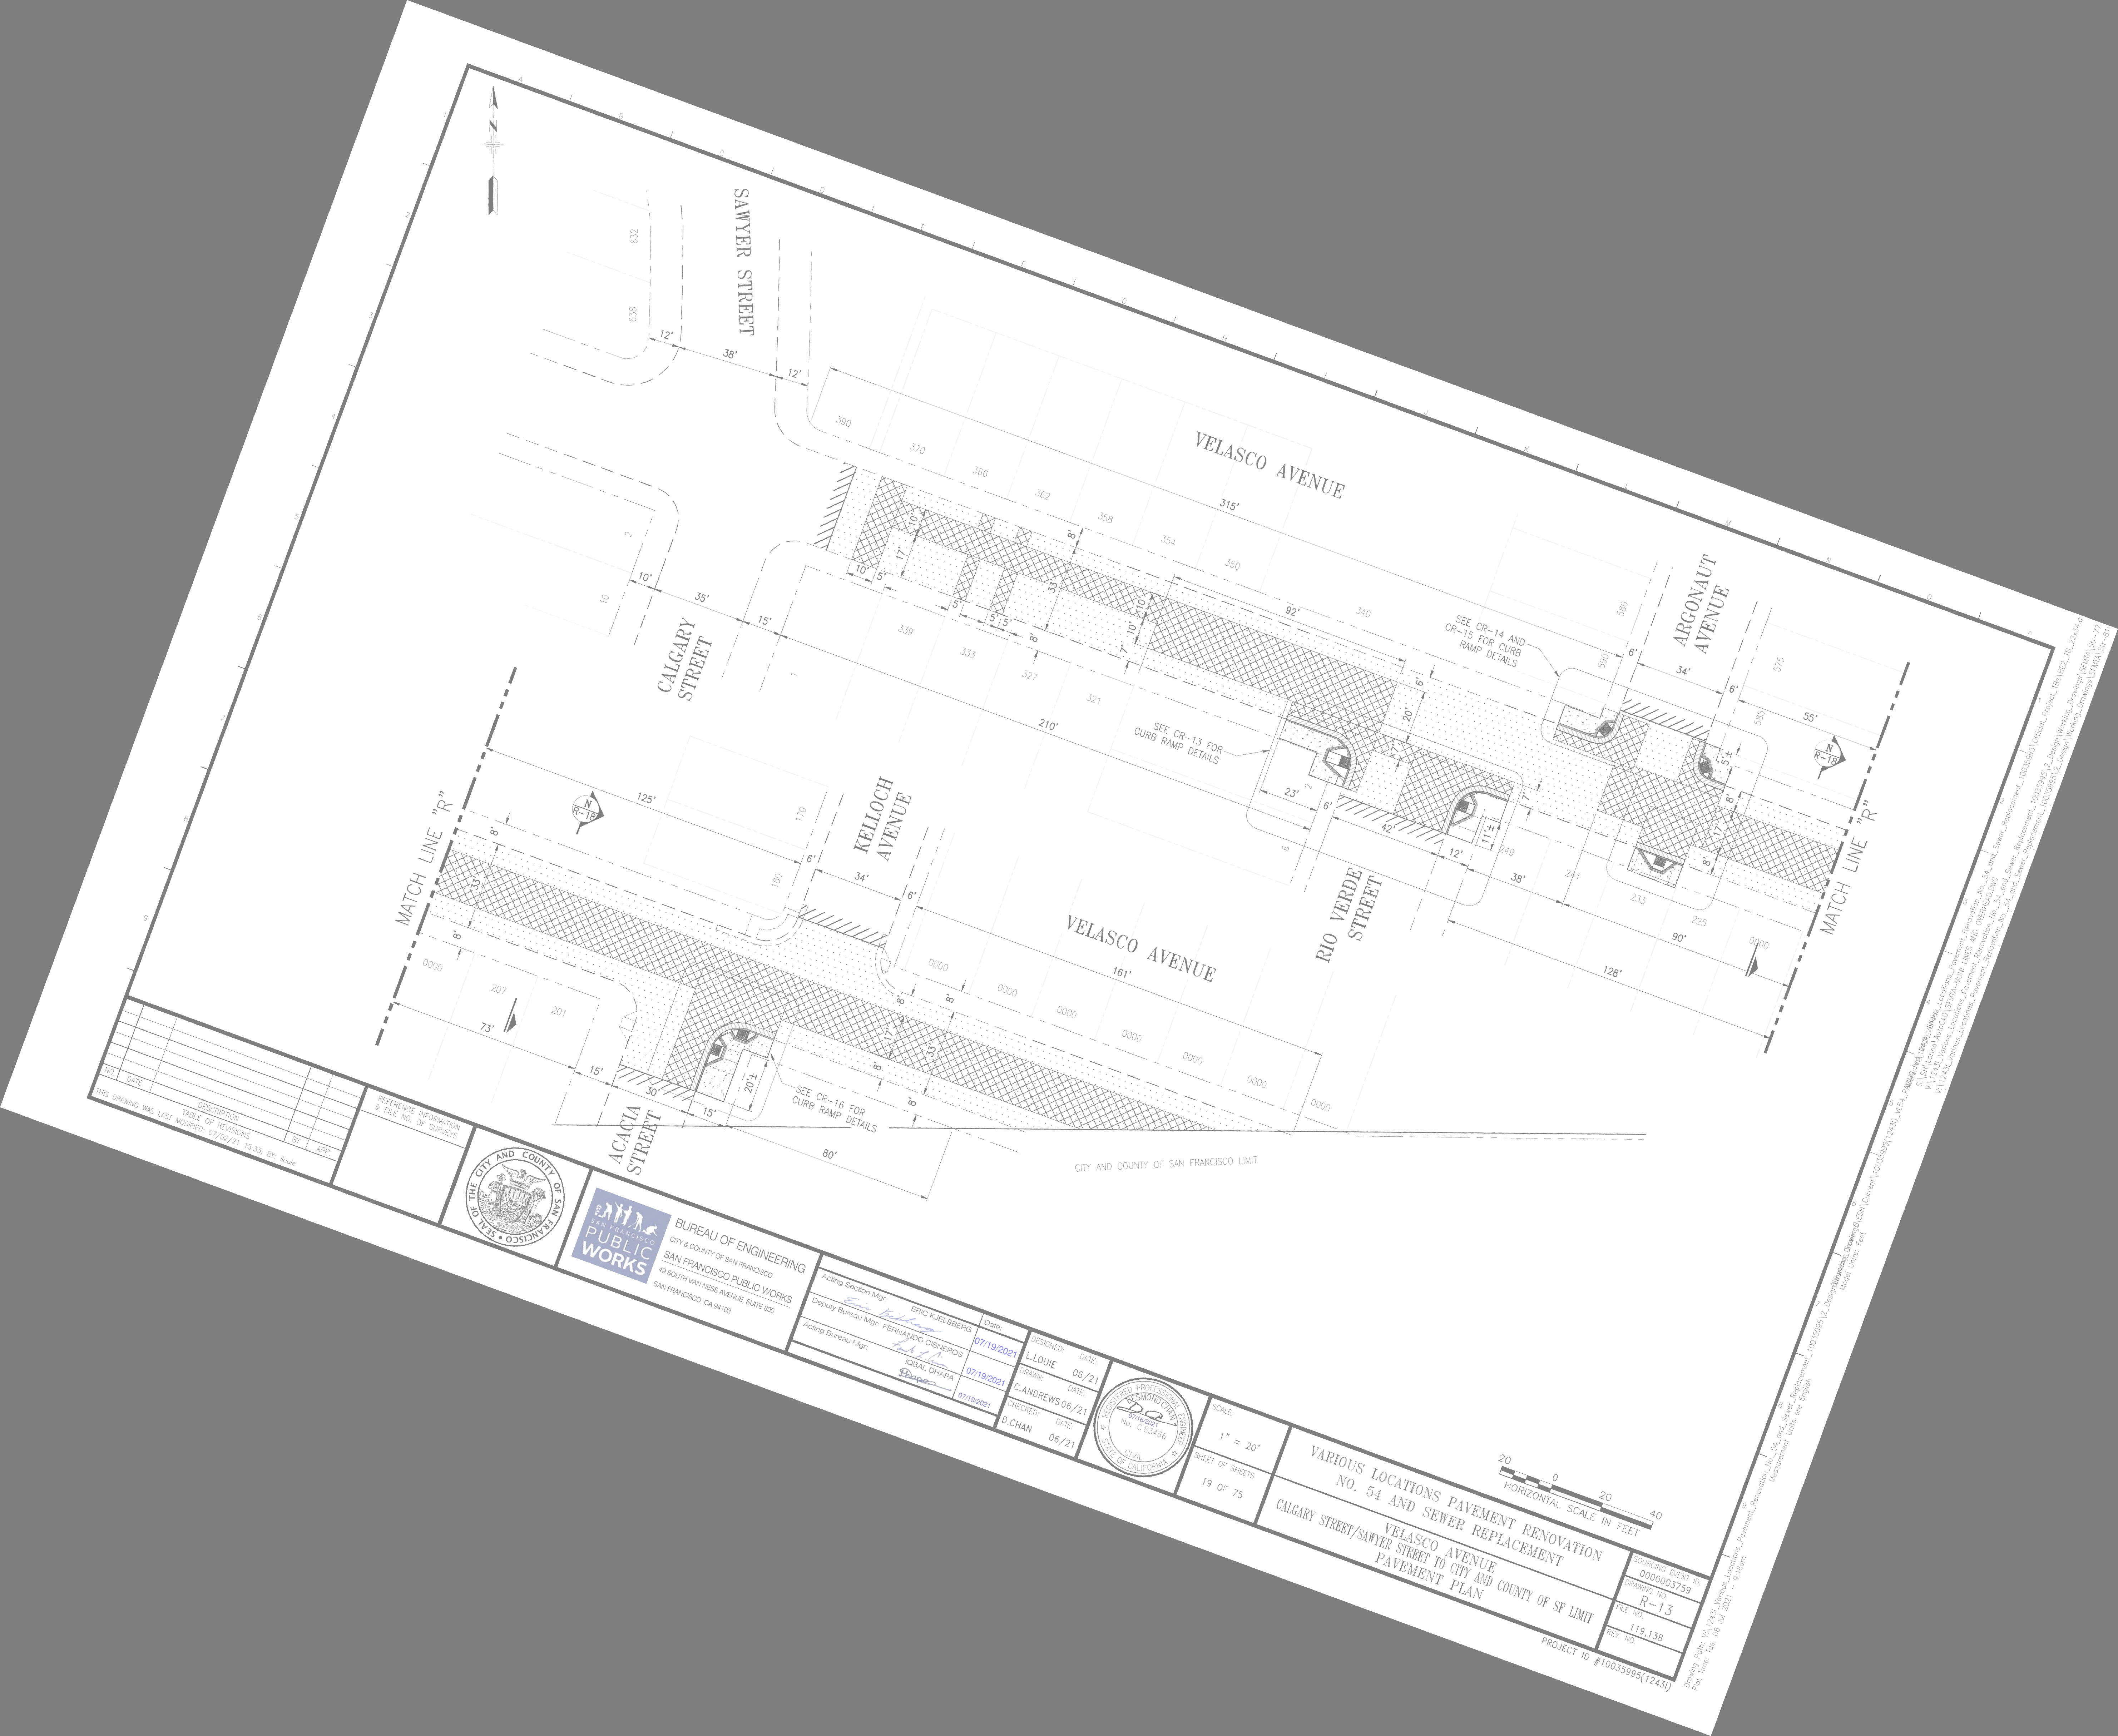 SAWYER STREET
632
638
12'
38'
12'
390
370
366
362
358
354
350
340
VELASCO AVENUE
315'
580
590
ARGONAUT
AVENUE
6'
34'
6'
575
585
55'
SEE CR-14 AND
CR-15 FOR CURB
RAMP DETAILS
2
10
10'
35'
15'
CALGARY
STREET
10'
17'
10'
5'
5'
5'
5'
8'
8'
33'
10'
10'
7'
92'
6'
20'
7'
339
333
327
321
1
210'
SEE CR-13 FOR
CURB RAMP DETAILS
23'
2
6
6'
42'
12'
11'±
7'
38'
249
241
233
225
0000
90'
128'
5'±
8'
17'
8'
N
R-18
MATCH LINE "R"
RIO VERDE
STREET
MATCH LINE "R"
125'
N
R-18
170
180
KELLOCH
AVENUE
6'
34'
6'
8'
33'
8'
0000
207
201
73'
15'
30'
15'
20'±
ACACIA
STREET
SEE CR-16 FOR
CURB RAMP DETAILS
80'
VELASCO AVENUE
161'
8'
8'
17'
33'
8'
8'
0000
0000
0000
0000
0000
0000
0000
CITY AND COUNTY OF SAN FRANCISCO LIMIT
NO.
DATE
DESCRIPTION
BY
APP.
TABLE OF REVISIONS
THIS DRAWING WAS LAST MODIFIED: 07/02/21 15:33, BY: llouie
REFERENCE INFORMATION
& FILE NO. OF SURVEYS
SEAL OF THE CITY AND COUNTY OF SAN FRANCISCO
SAN FRANCISCO
PUBLIC
WORKS
BUREAU OF ENGINEERING
CITY & COUNTY OF SAN FRANCISCO
SAN FRANCISCO PUBLIC WORKS
49 SOUTH VAN NESS AVENUE, SUITE 800
SAN FRANCISCO, CA 94103
Acting Section Mgr: ERIC KJELSBERG
Date:
07/19/2021
Deputy Bureau Mgr: FERNANDO CISNEROS
07/19/2021
Acting Bureau Mgr: IQBAL DHAPA
07/19/2021
DESIGNED: DATE:
L.LOUIE 06/21
DRAWN: DATE:
C.ANDREWS 06/21
CHECKED: DATE:
D.CHAN 06/21
REGISTERED PROFESSIONAL ENGINEER
DESMOND CHAN
07/16/2021
No. C 83466
CIVIL
STATE OF CALIFORNIA
SCALE:
1" = 20'
SHEET OF SHEETS
19 OF 75
20 0 20 40
HORIZONTAL SCALE IN FEET
VARIOUS LOCATIONS PAVEMENT RENOVATION
NO. 54 AND SEWER REPLACEMENT
VELASCO AVENUE
CALGARY STREET/SAWYER STREET TO CITY AND COUNTY OF SF LIMIT
PAVEMENT PLAN
SOURCING EVENT ID.
0000003759
DRAWING NO.
R-13
FILE NO.
119,138
REV. NO.
PROJECT ID #10035995(1243I)
Plot Time: Tue, 06 Jul 2021 - 9:18am
Measurement Units are English
Model Units: Feet